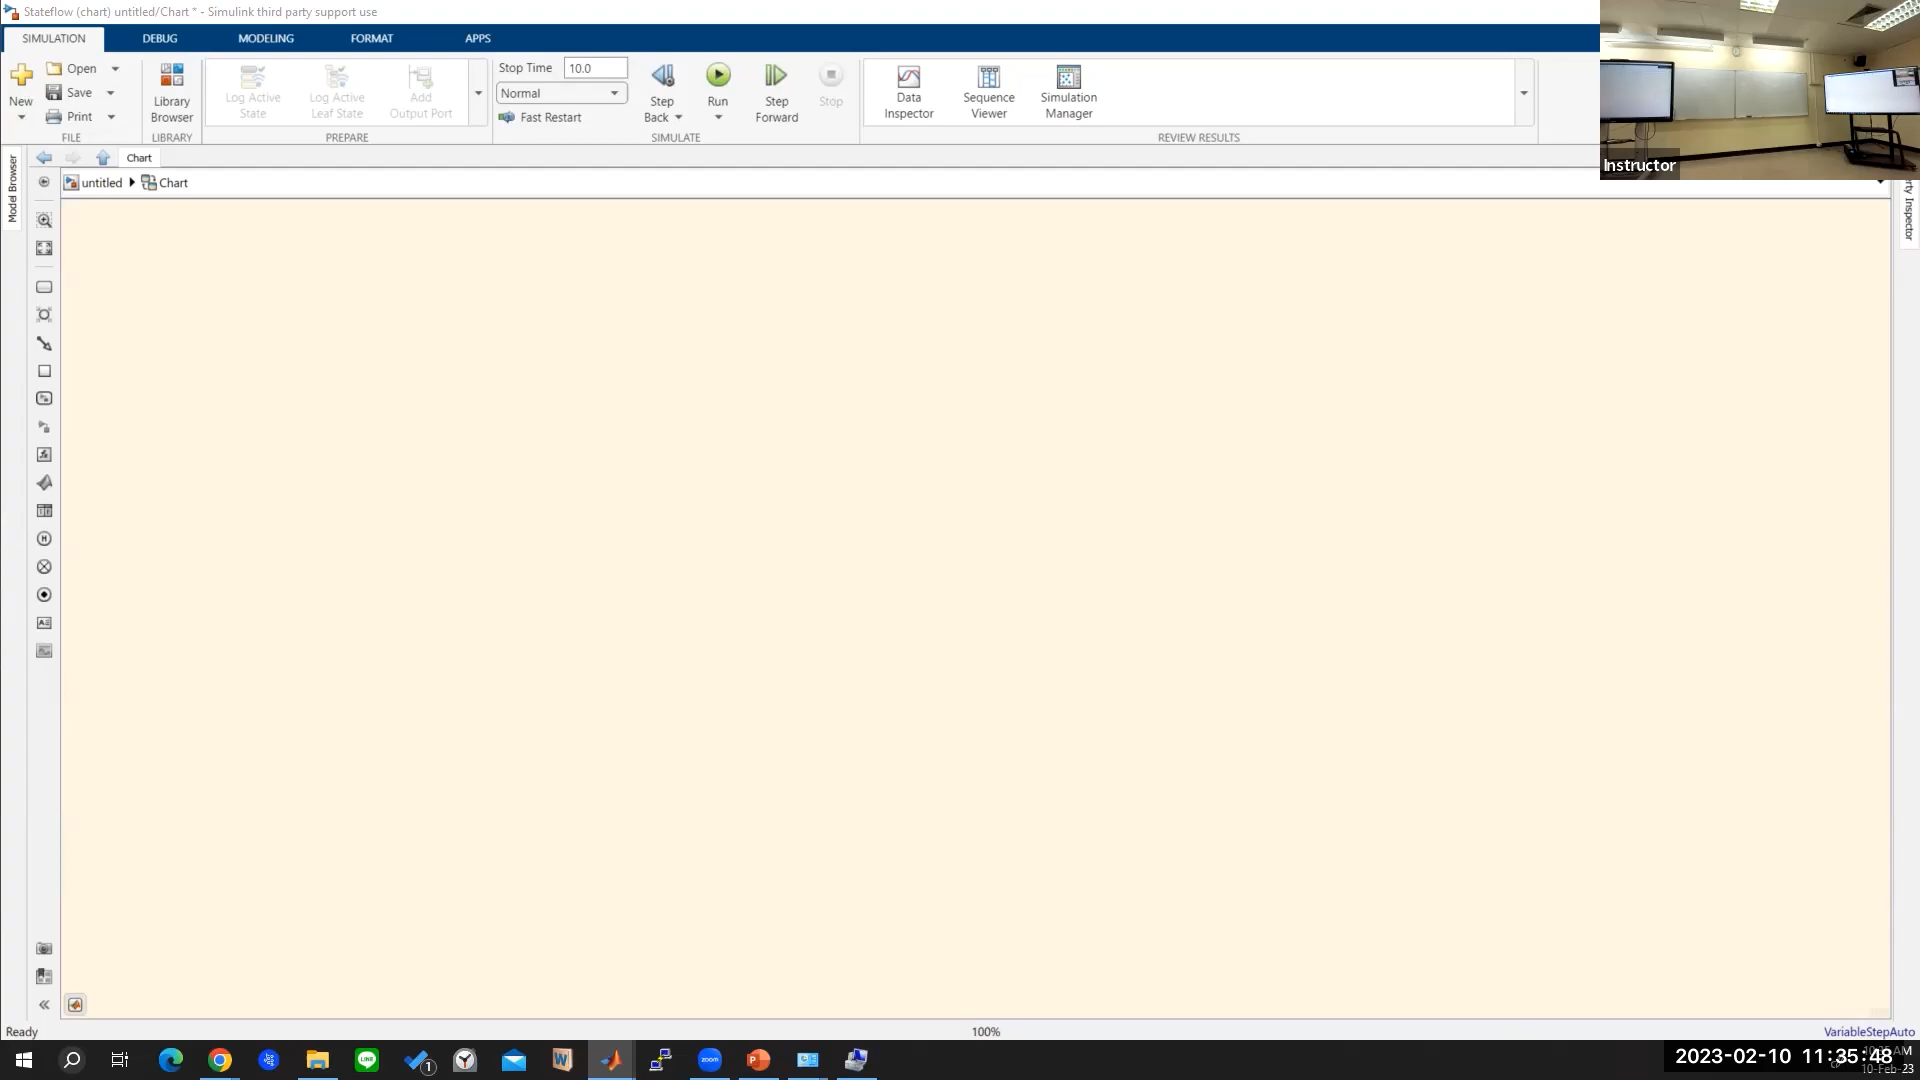 Stateflow (chart) untitled/Chart * - Simulink third party support use
SIMULATION DEBUG MODELING FORMAT APPS
New
Open
Save
Print
FILE
Library Browser
LIBRARY
Log Active State
Log Active Leaf State
Add Output Port
PREPARE
Stop Time 10.0
Normal
Fast Restart
Step Back
Run
Step Forward
Stop
SIMULATE
Data Inspector
Sequence Viewer
Simulation Manager
REVIEW RESULTS
Instructor
Chart
Model Browser
untitled Chart
Inspector
Ready
100%
VariableStepAuto
2023-02-10 11:35:48
10-Feb-23